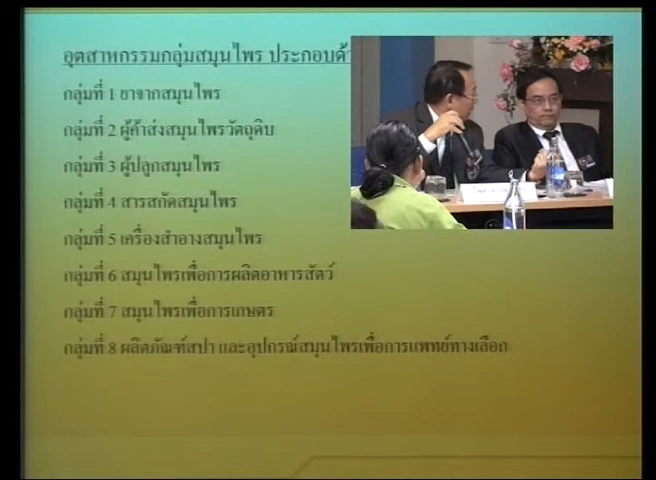 อุตสาหกรรมกลุ่มสมุนไพร ประกอบด้ว
กลุ่มที่ 1 ยาจากสมุนไพร
กลุ่มที่ 2 ผู้ค้าส่งสมุนไพรวัตถุดิบ
กลุ่มที่ 3 ผู้ปลูกสมุนไพร
กลุ่มที่ 4 สารสกัดสมุนไพร
กลุ่มที่ 5 เครื่องสำอางสมุนไพร
กลุ่มที่ 6 สมุนไพรเพื่อการผลิตอาหารสัตว์
กลุ่มที่ 7 สมุนไพรเพื่อการเกษตร
กลุ่มที่ 8 ผลิตภัณฑ์สปา และอุปกรณ์สมุนไพรเพื่อการแพทย์ทางเลือก